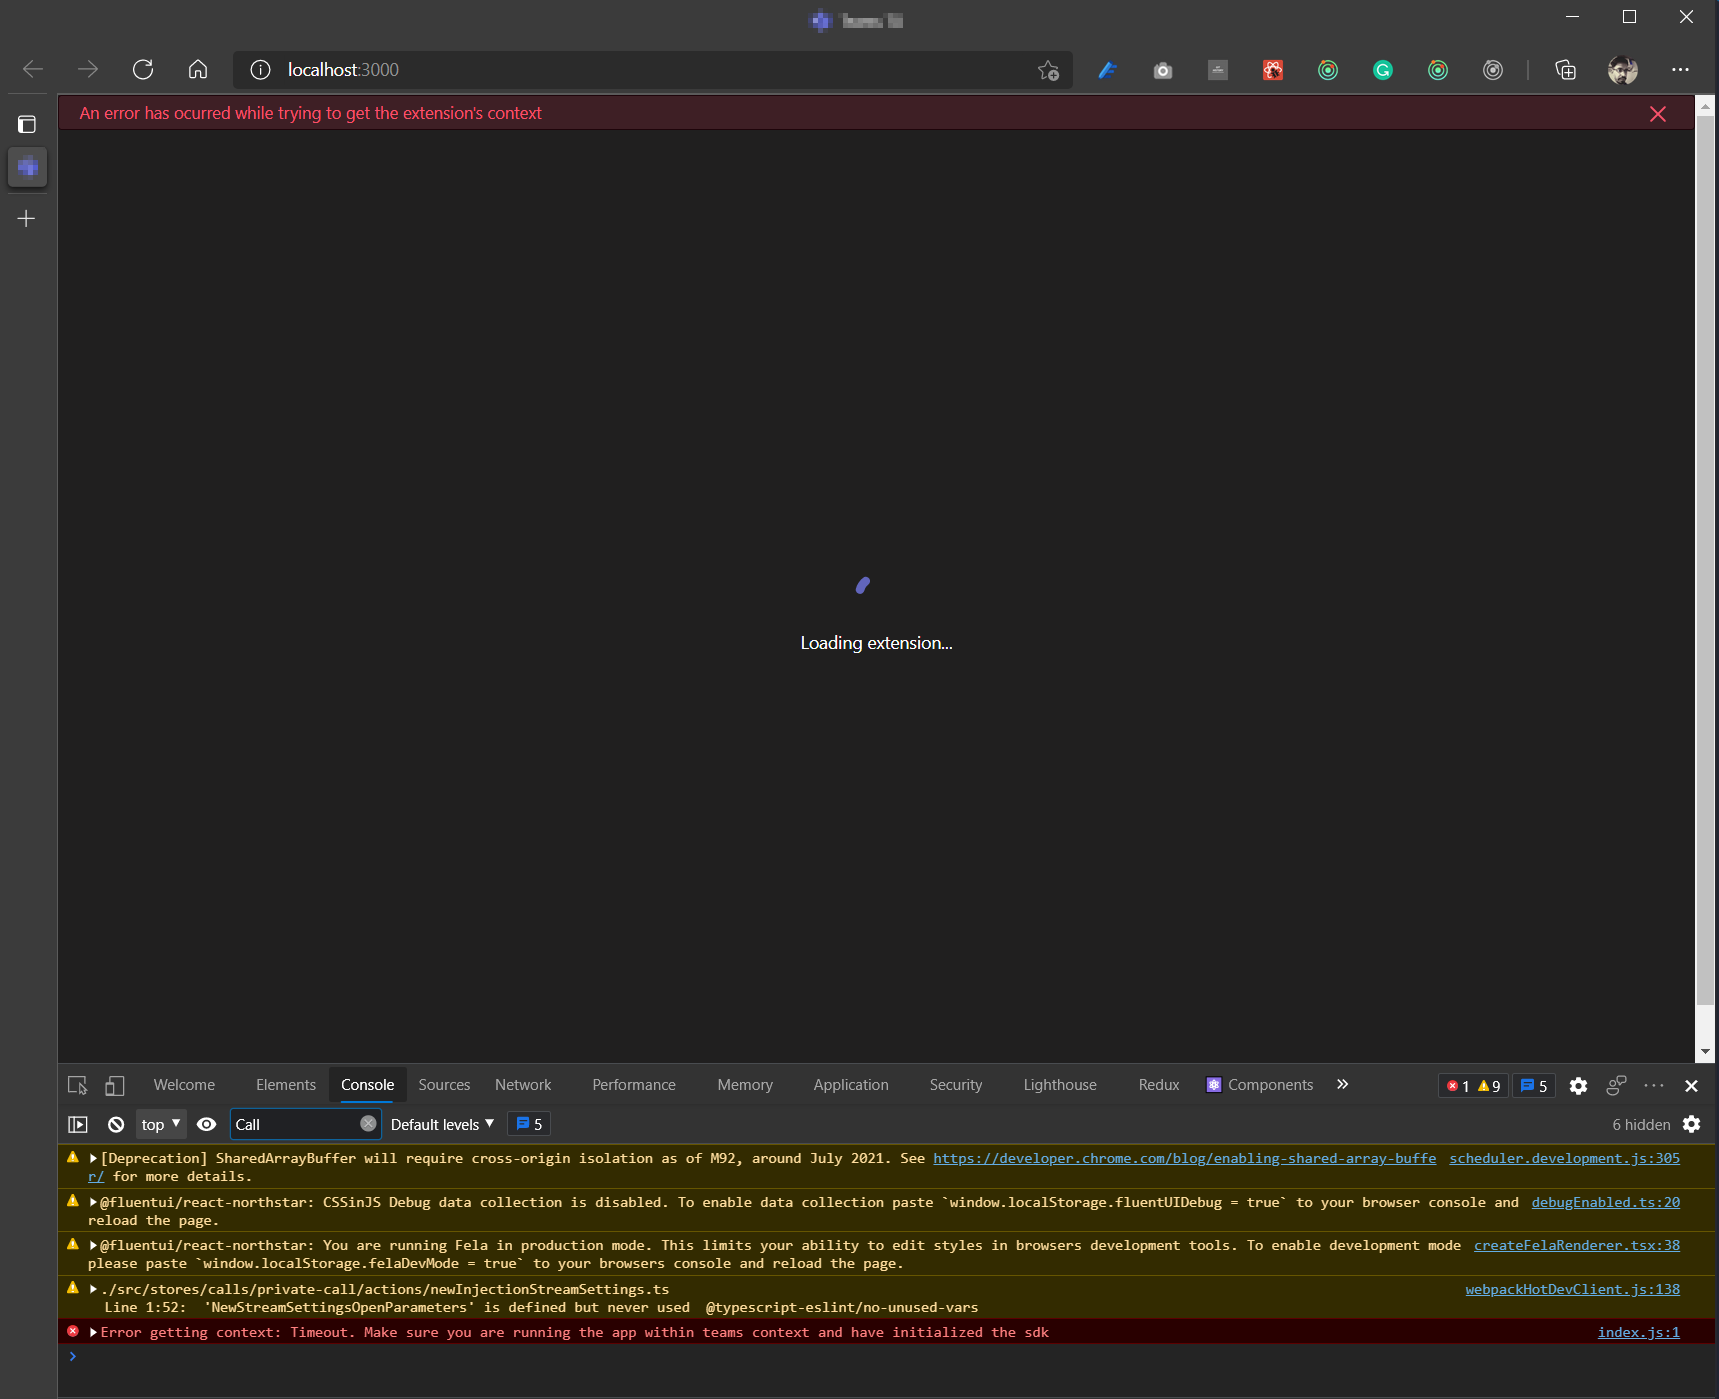 localhost:3000
An error has ocurred while trying to get the extension's context
Loading extension...
Welcome Elements Console Sources Network Performance Memory Application Security Lighthouse Redux Components 1 9 5
top Call Default levels 5 6 hidden
[Deprecation] SharedArrayBuffer will require cross-origin isolation as of M92, around July 2021. See https://developer.chrome.com/blog/enabling-shared-array-buffe scheduler.development.js:305
r/ for more details.
@fluentui/react-northstar: CSSinJS Debug data collection is disabled. To enable data collection paste `window.localStorage.fluentUIDebug = true` to your browser console and debugEnabled.ts:20
reload the page.
@fluentui/react-northstar: You are running Fela in production mode. This limits your ability to edit styles in browsers development tools. To enable development mode createFelaRenderer.tsx:38
please paste `window.localStorage.felaDevMode = true` to your browsers console and reload the page.
./src/stores/calls/private-call/actions/newInjectionStreamSettings.ts webpackHotDevClient.js:138
Line 1:52: 'NewStreamSettingsOpenParameters' is defined but never used @typescript-eslint/no-unused-vars
Error getting context: Timeout. Make sure you are running the app within teams context and have initialized the sdk index.js:1